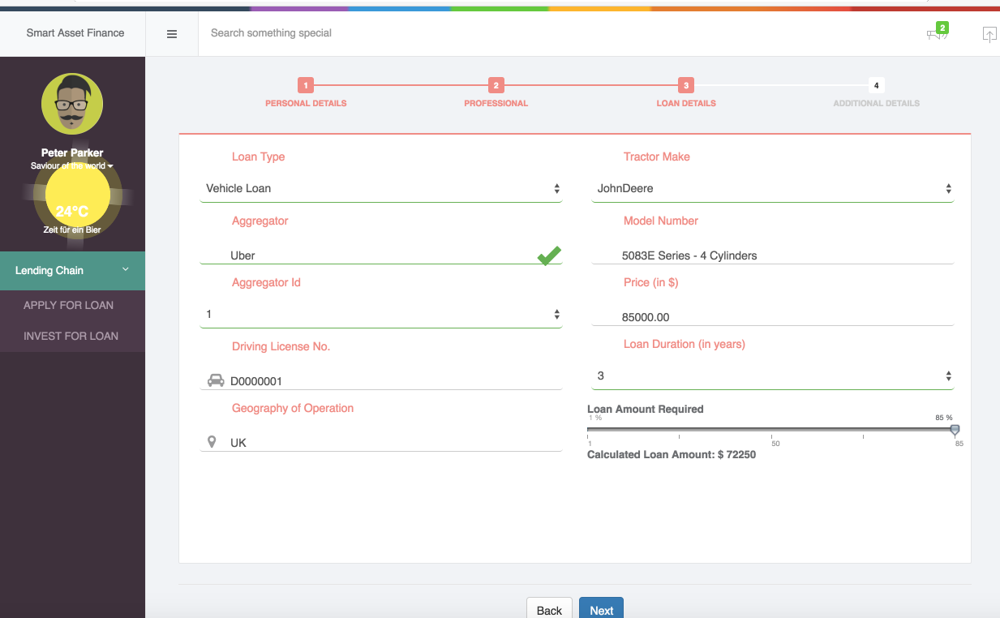 Smart Asset Finance
Search something special
2
1
2
3
4
PERSONAL DETAILS
PROFESSIONAL
LOAN DETAILS
ADDITIONAL DETAILS
Peter Parker
Saviour of the world
24°C
Zeit für ein Bier
Lending Chain
APPLY FOR LOAN
INVEST FOR LOAN
Loan Type
Vehicle Loan
Aggregator
Uber
Aggregator Id
1
Driving License No.
D0000001
Geography of Operation
UK
Tractor Make
JohnDeere
Model Number
5083E Series - 4 Cylinders
Price (in $)
85000.00
Loan Duration (in years)
3
Loan Amount Required
1 %
85 %
1
50
85
Calculated Loan Amount: $ 72250
Back
Next